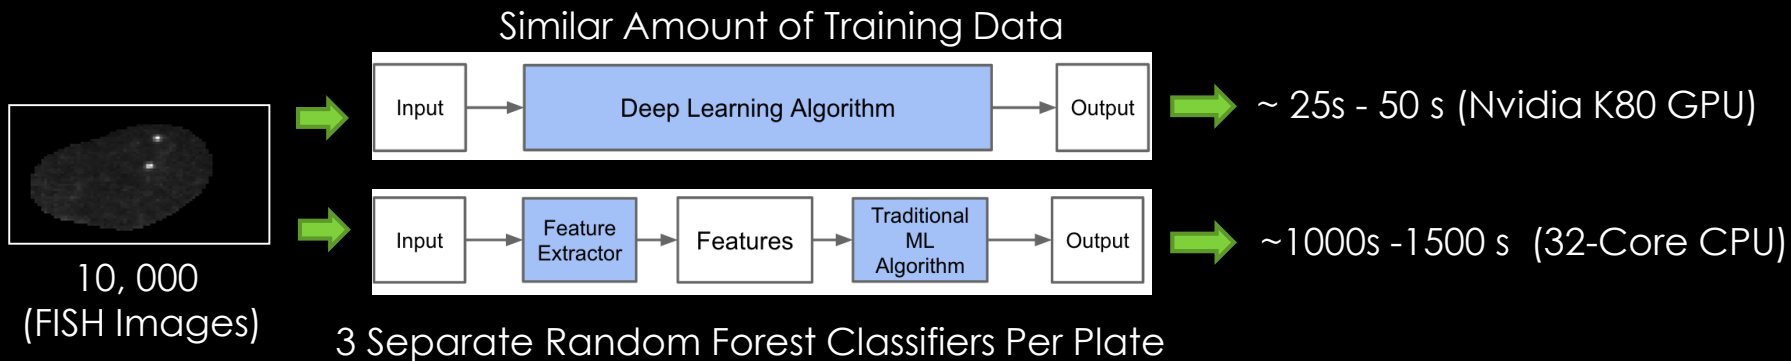 Similar Amount of Training Data
Input
Deep Learning Algorithm
Output
~ 25s - 50 s (Nvidia K80 GPU)
Input
Feature
Extractor
Features
Traditional
ML
Algorithm
Output
~1000s -1500 s  (32-Core CPU)
10, 000
(FISH Images)
3 Separate Random Forest Classifiers Per Plate